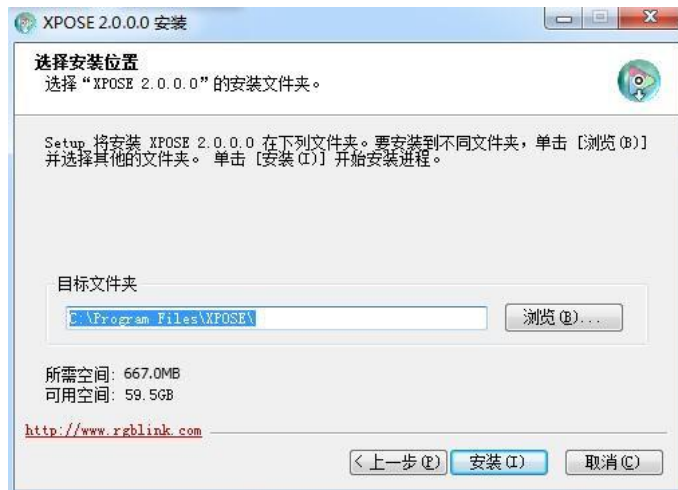 XPOSE 2.0.0.0 安装
选择安装位置
选择“XPOSE 2.0.0.0”的安装文件夹。
Setup 将安装 XPOSE 2.0.0.0 在下列文件夹。要安装到不同文件夹，单击 [浏览(B)]
并选择其他的文件夹。 单击 [安装(I)] 开始安装进程。
目标文件夹
C:\Program Files\XPOSE\
浏览(B)...
所需空间: 667.0MB
可用空间: 59.5GB
http://www.rgblink.com
<上一步(P) 安装(I) 取消(C)